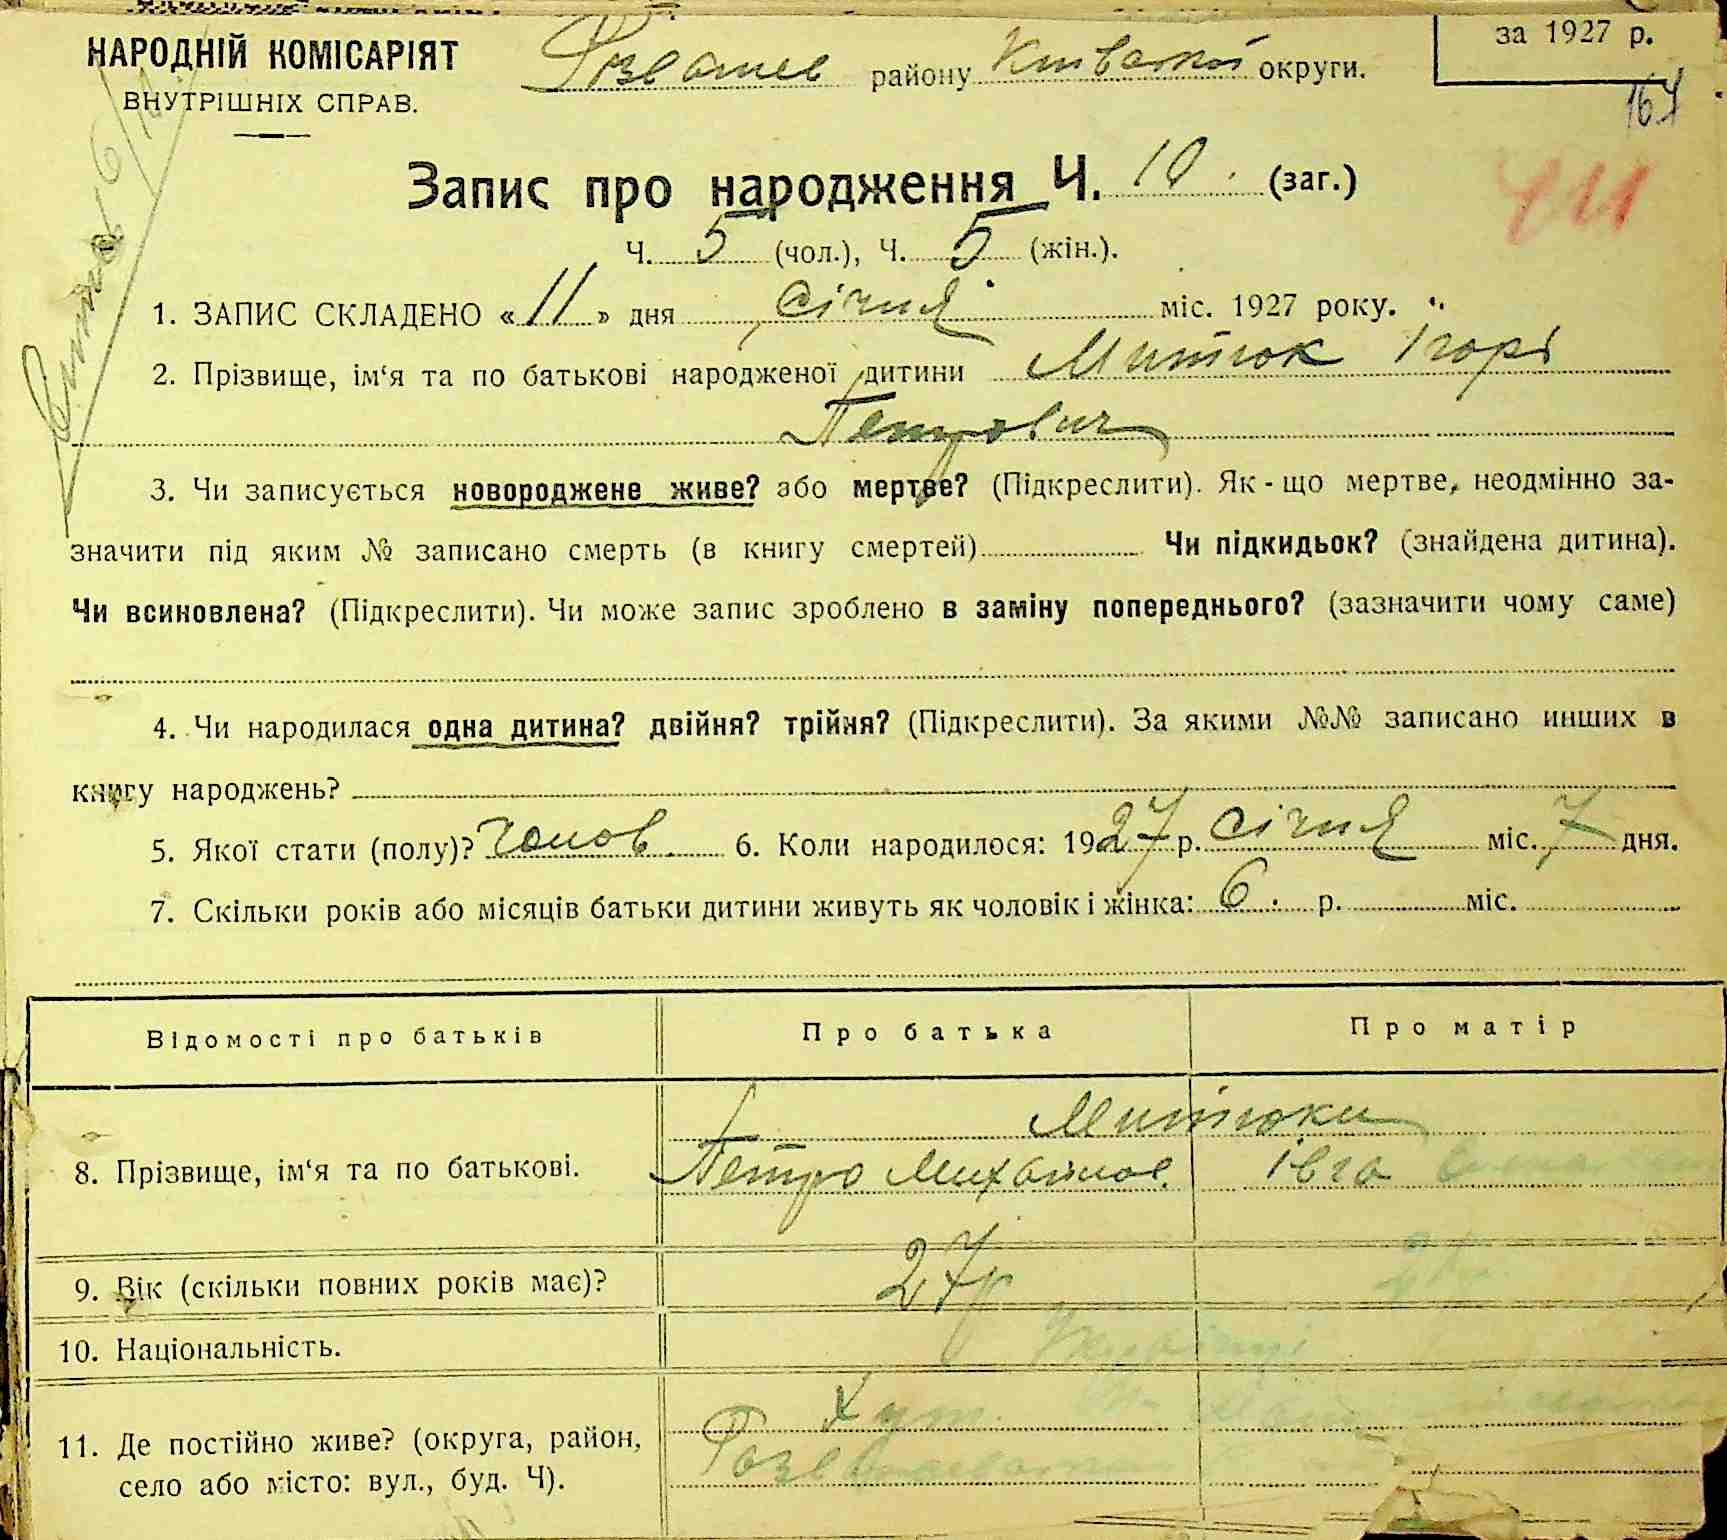 НАРОДНІЙ КОМІСАРІЯТ
ВНУТРІШНІХ СПРАВ.
району Київської округи.
за 1927 р.
164
Запис про народження Ч. 10. (заг.)
Ч. 5 (чол.), Ч. 5 (жін.).
1. ЗАПИС СКЛАДЕНО «11» дня січня міс. 1927 року.
2. Прізвище, ім‘я та по батькові народженої дитини Митюк Ігорь
Петрович
3. Чи записується новороджене живе? або мертве? (Підкреслити). Як-що мертве, неодмінно за-
значити під яким № записано смерть (в книгу смертей) Чи підкидьок? (знайдена дитина).
Чи всиновлена? (Підкреслити). Чи може запис зроблено в заміну попереднього? (зазначити чому саме)
4. Чи народилася одна дитина? двійня? трійня? (Підкреслити). За якими №№ записано инших в
книгу народжень?
5. Якої стати (полу)? чолов. 6. Коли народилося: 1927 р. січня міс. 7 дня.
7. Скільки років або місяців батьки дитини живуть як чоловік і жінка: 6. р. міс.
Відомості про батьків Про батька Про матір
Митюки
8. Прізвище, ім‘я та по батькові. Петро Михайлов. Івга
9. Вік (скільки повних років має)? 27р
10. Національність. Українці
11. Де постійно живе? (округа, район, Хут.
село або місто: вул., буд. Ч).